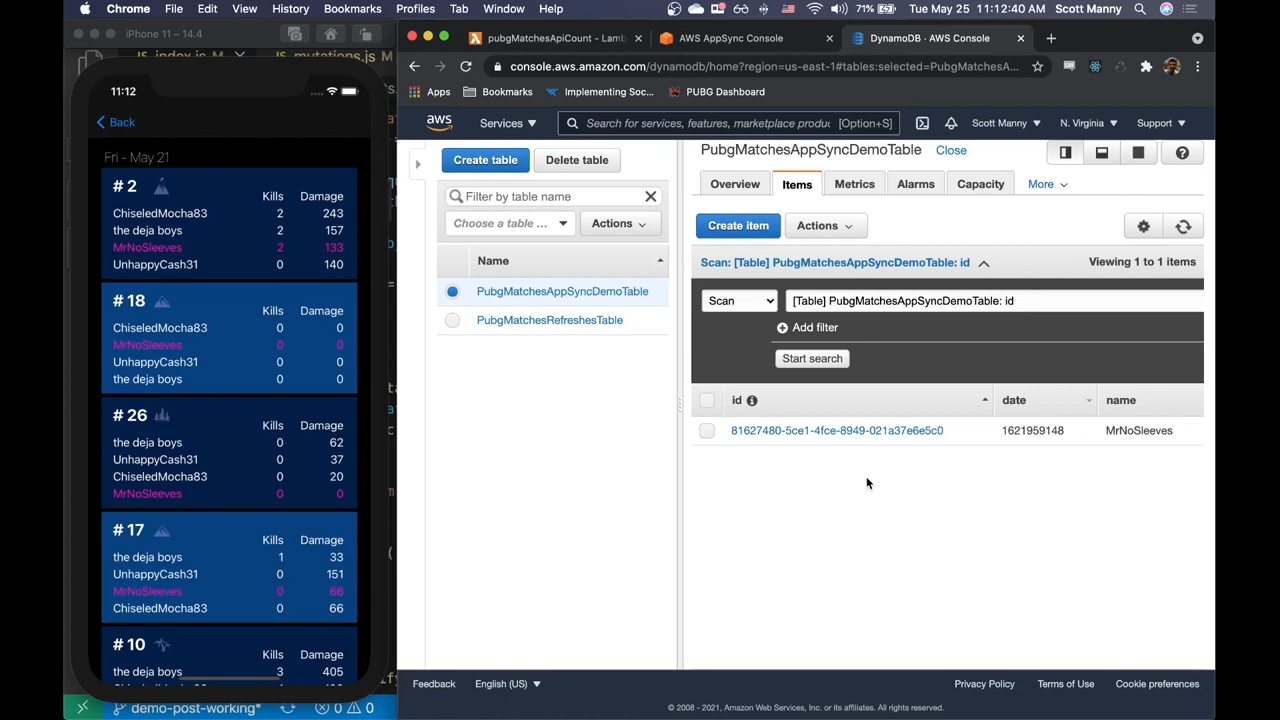 Chrome File Edit View History Bookmarks Profiles Tab Window Help 71% Tue May 25 11:12:40 AM Scott Manny
iPhone 11 – 14.4
index.js
mutations.js M
pubgMatchesApiCount - Lamb
AWS AppSync Console
DynamoDB · AWS Console
console.aws.amazon.com/dynamodb/home?region=us-east-1#tables:selected=PubgMatchesA...
Apps Bookmarks Implementing Soc... PUBG Dashboard
aws Services Search for services, features, marketplace produc [Option+S] Scott Manny N. Virginia Support
11:12
Back
Fri - May 21
# 2 Kills Damage
ChiseledMocha83 2 243
the deja boys 2 157
MrNoSleeves 2 133
UnhappyCash31 0 140
# 18 Kills Damage
ChiseledMocha83 0 0
MrNoSleeves 0 0
UnhappyCash31 0 0
the deja boys 0 0
# 26 Kills Damage
the deja boys 0 62
UnhappyCash31 0 37
ChiseledMocha83 0 20
MrNoSleeves 0 0
# 17 Kills Damage
the deja boys 1 33
UnhappyCash31 0 151
MrNoSleeves 0 66
ChiseledMocha83 0 66
# 10 Kills Damage
the deja boys 3 405
demo-post-working* 0 0
Create table Delete table
Filter by table name
Choose a table ... Actions
Name
PubgMatchesAppSyncDemoTable
PubgMatchesRefreshesTable
PubgMatchesAppSyncDemoTable Close
Overview Items Metrics Alarms Capacity More
Create item Actions
Scan: [Table] PubgMatchesAppSyncDemoTable: id Viewing 1 to 1 items
Scan [Table] PubgMatchesAppSyncDemoTable: id
Add filter
Start search
id date name
81627480-5ce1-4fce-8949-021a37e6e5c0 1621959148 MrNoSleeves
Feedback English (US) Privacy Policy Terms of Use Cookie preferences
© 2008 - 2021, Amazon Web Services, Inc. or its affiliates. All rights reserved.